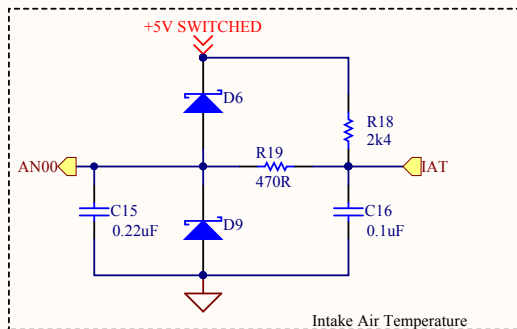 +5V SWITCHED
D6
R18
2k4
R19
AN00
IAT
470R
C15
0.22uF
D9
C16
0.1uF
Intake Air Temperature